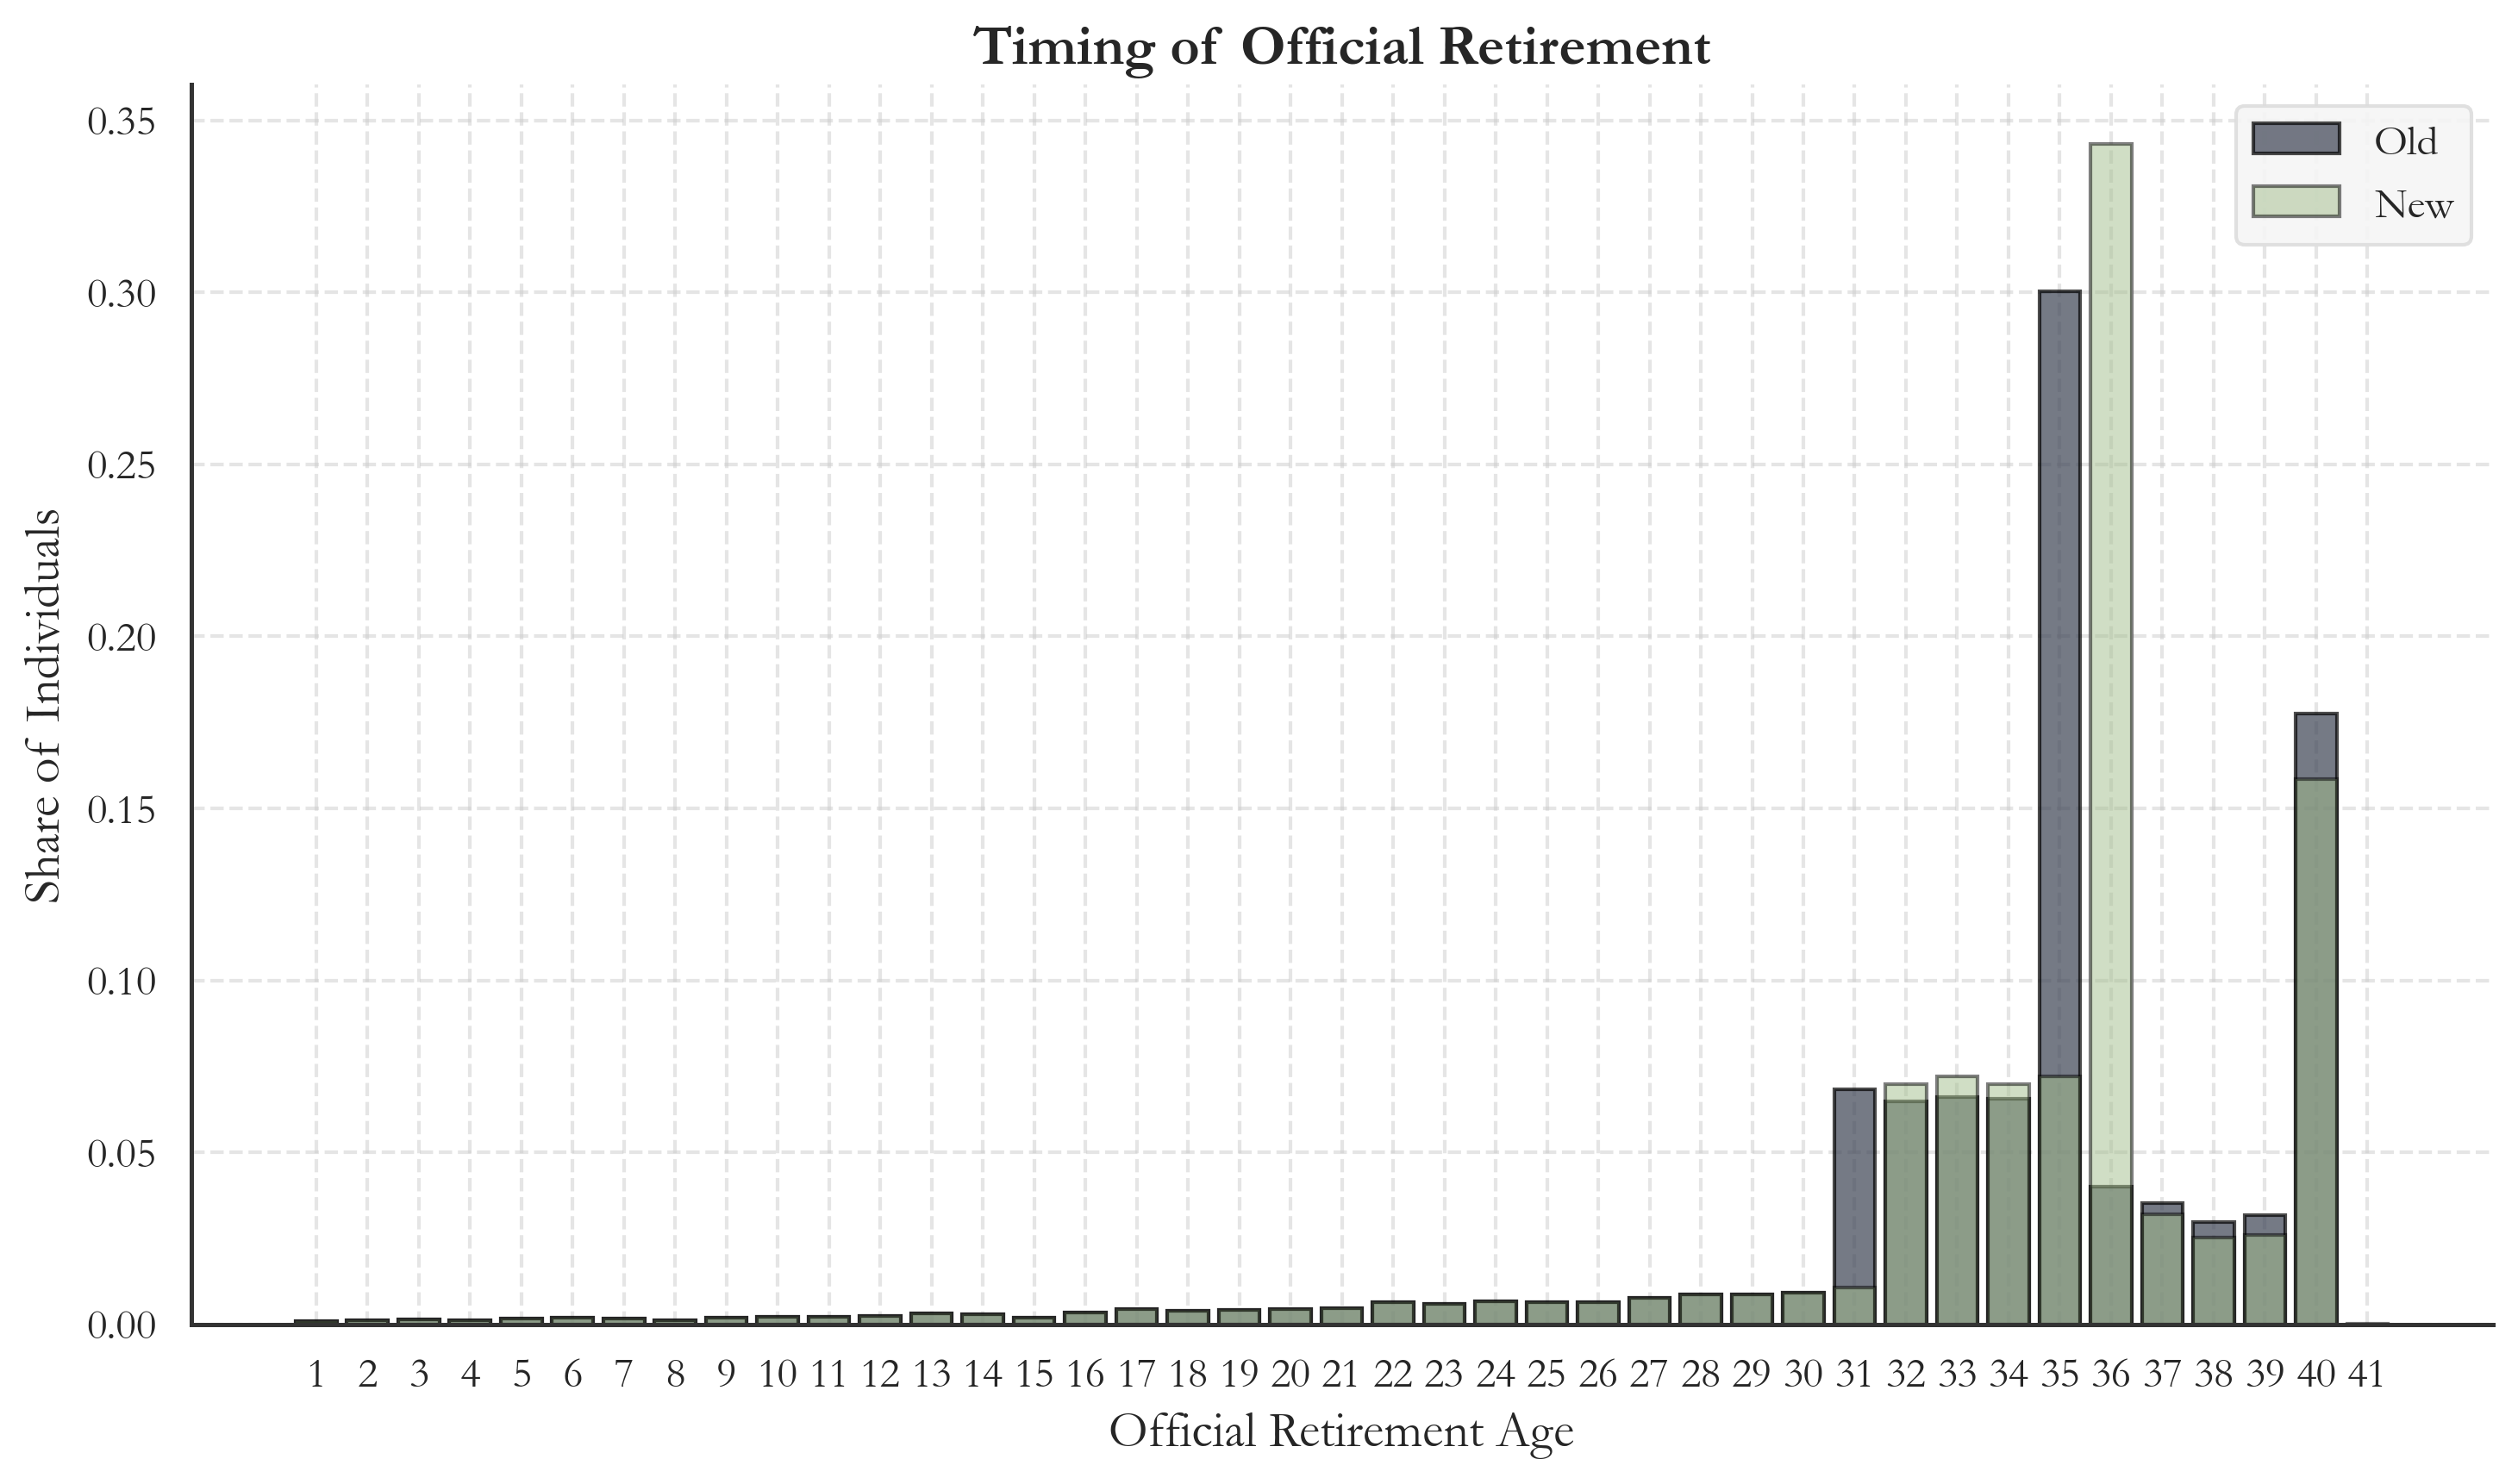 Timing of Official Retirement
Old
New
Share of Individuals
0.35
0.30
0.25
0.20
0.15
0.10
0.05
0.00
1 2 3 4 5 6 7 8 9 10 11 12 13 14 15 16 17 18 19 20 21 22 23 24 25 26 27 28 29 30 31 32 33 34 35 36 37 38 39 40 41
Official Retirement Age